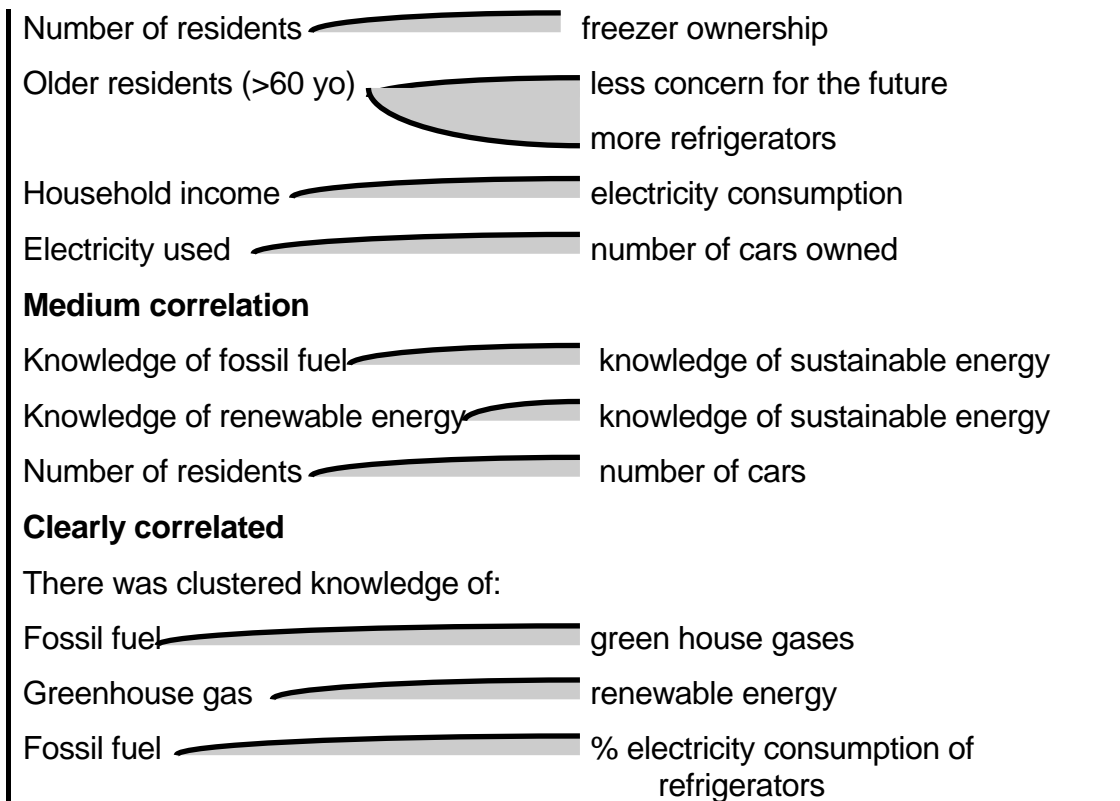 Number of residents freezer ownership
Older residents (>60 yo) less concern for the future
more refrigerators
Household income electricity consumption
Electricity used number of cars owned
Medium correlation
Knowledge of fossil fuel knowledge of sustainable energy
Knowledge of renewable energy knowledge of sustainable energy
Number of residents number of cars
Clearly correlated
There was clustered knowledge of:
Fossil fuel green house gases
Greenhouse gas renewable energy
Fossil fuel % electricity consumption of
refrigerators